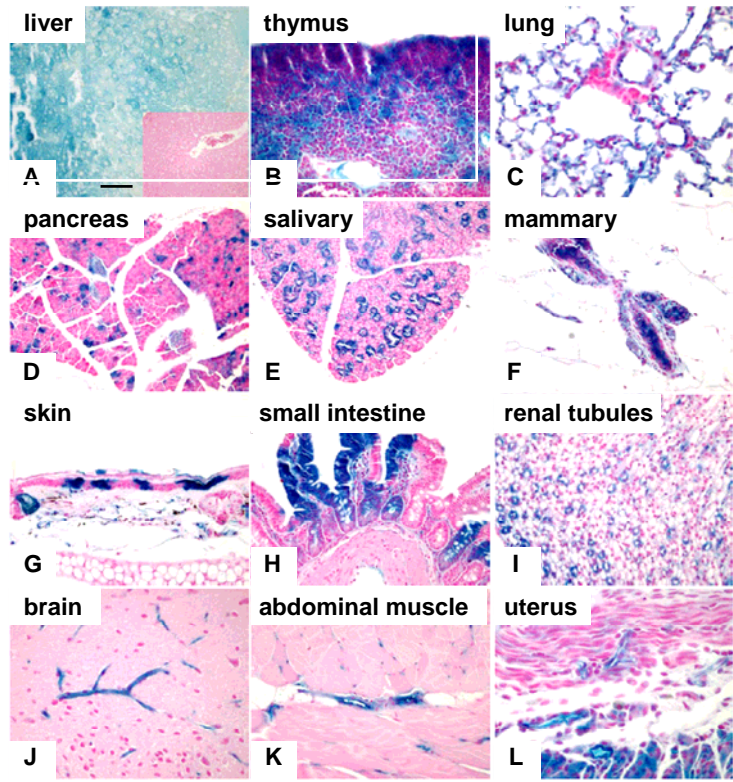 liver thymus lung
A B C
pancreas salivary mammary
D E F
skin small intestine renal tubules
G H I
brain abdominal muscle uterus
J K L